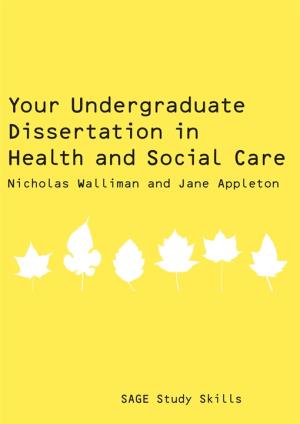 Your Undergraduate
Dissertation in
Health and Social Care
Nicholas Walliman and Jane Appleton
SAGE Study Skills